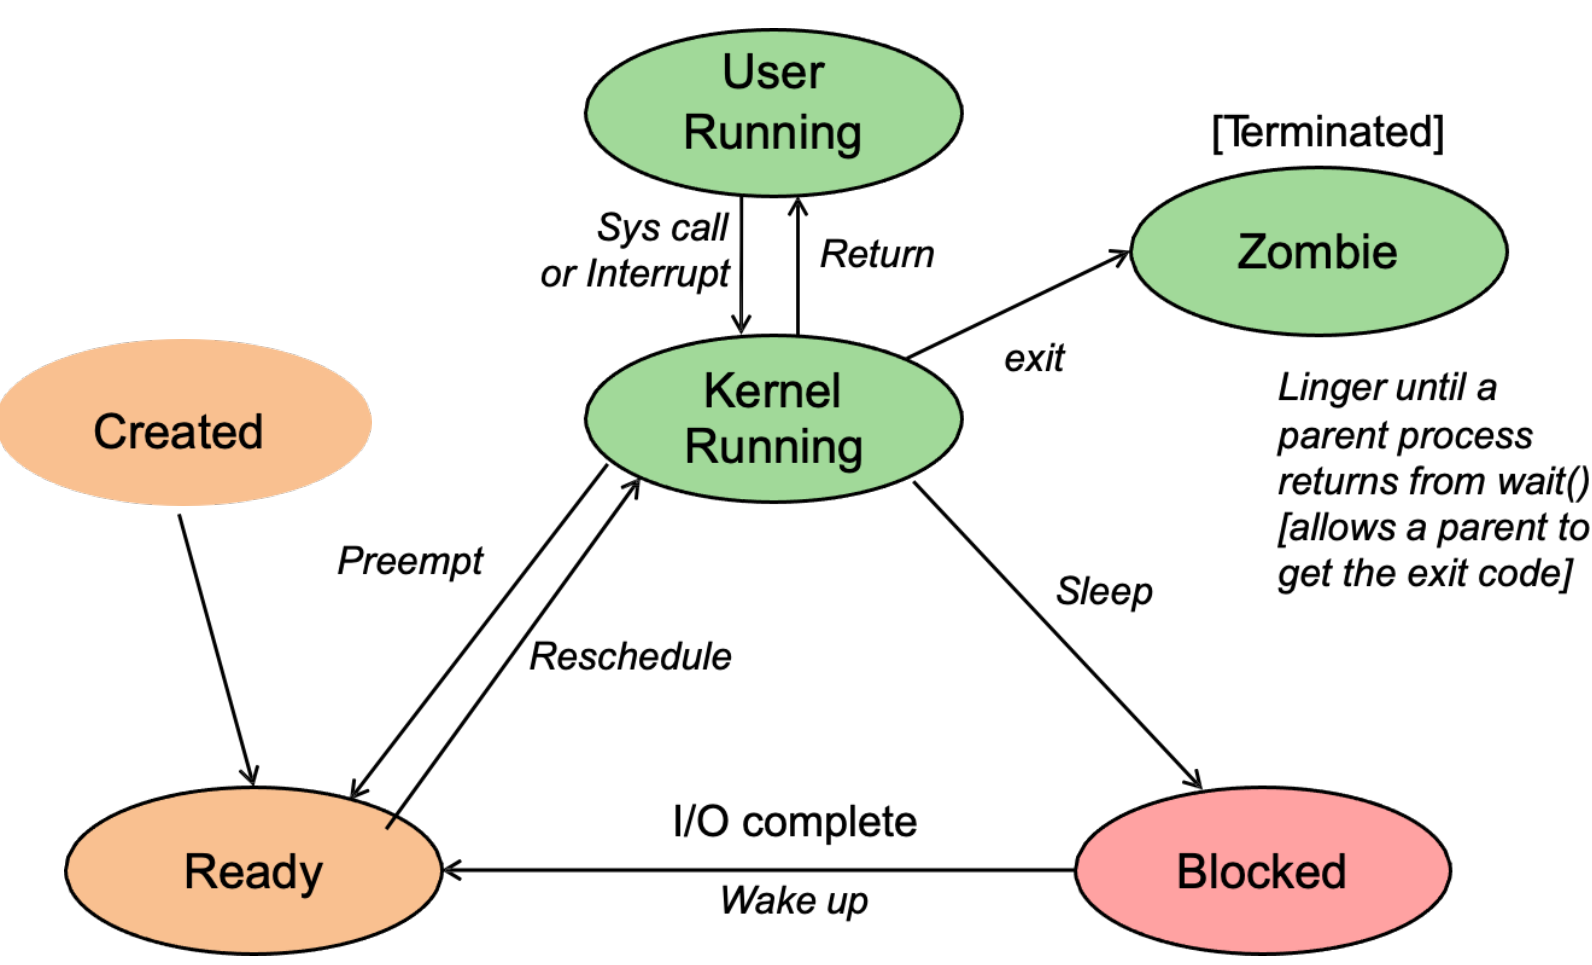 User
Running
[Terminated]
Zombie
Sys call
or Interrupt
Return
exit
Kernel
Running
Created
Linger until a
parent process
returns from wait()
[allows a parent to
get the exit code]
Preempt
Reschedule
Sleep
I/O complete
Wake up
Ready
Blocked